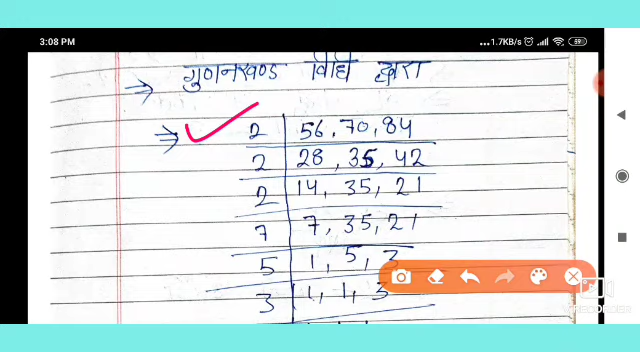 3:08 PM ...1.7KB/s 59
⇒ गुणनखण्ड विधि द्वारा
⇒ 2 | 56, 70, 84
2 | 28, 35, 42
2 | 14, 35, 21
7 | 7, 35, 21
5 | 1, 5, 3
3 | 1, 1, 3